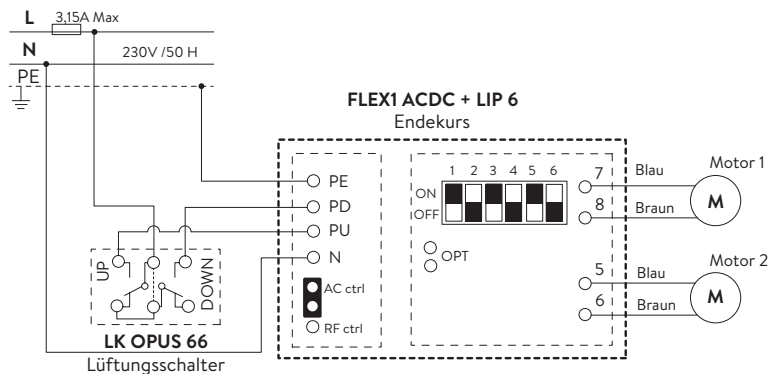 L 3,15A Max
N 230V /50 H
PE
FLEX1 ACDC + LIP 6
Endekurs
1 2 3 4 5 6
ON
OFF
OPT
PE
PD
PU
N
AC ctrl
RF ctrl
7 Blau Motor 1
8 Braun M
5 Blau Motor 2
6 Braun M
UP DOWN
LK OPUS 66
Lüftungsschalter